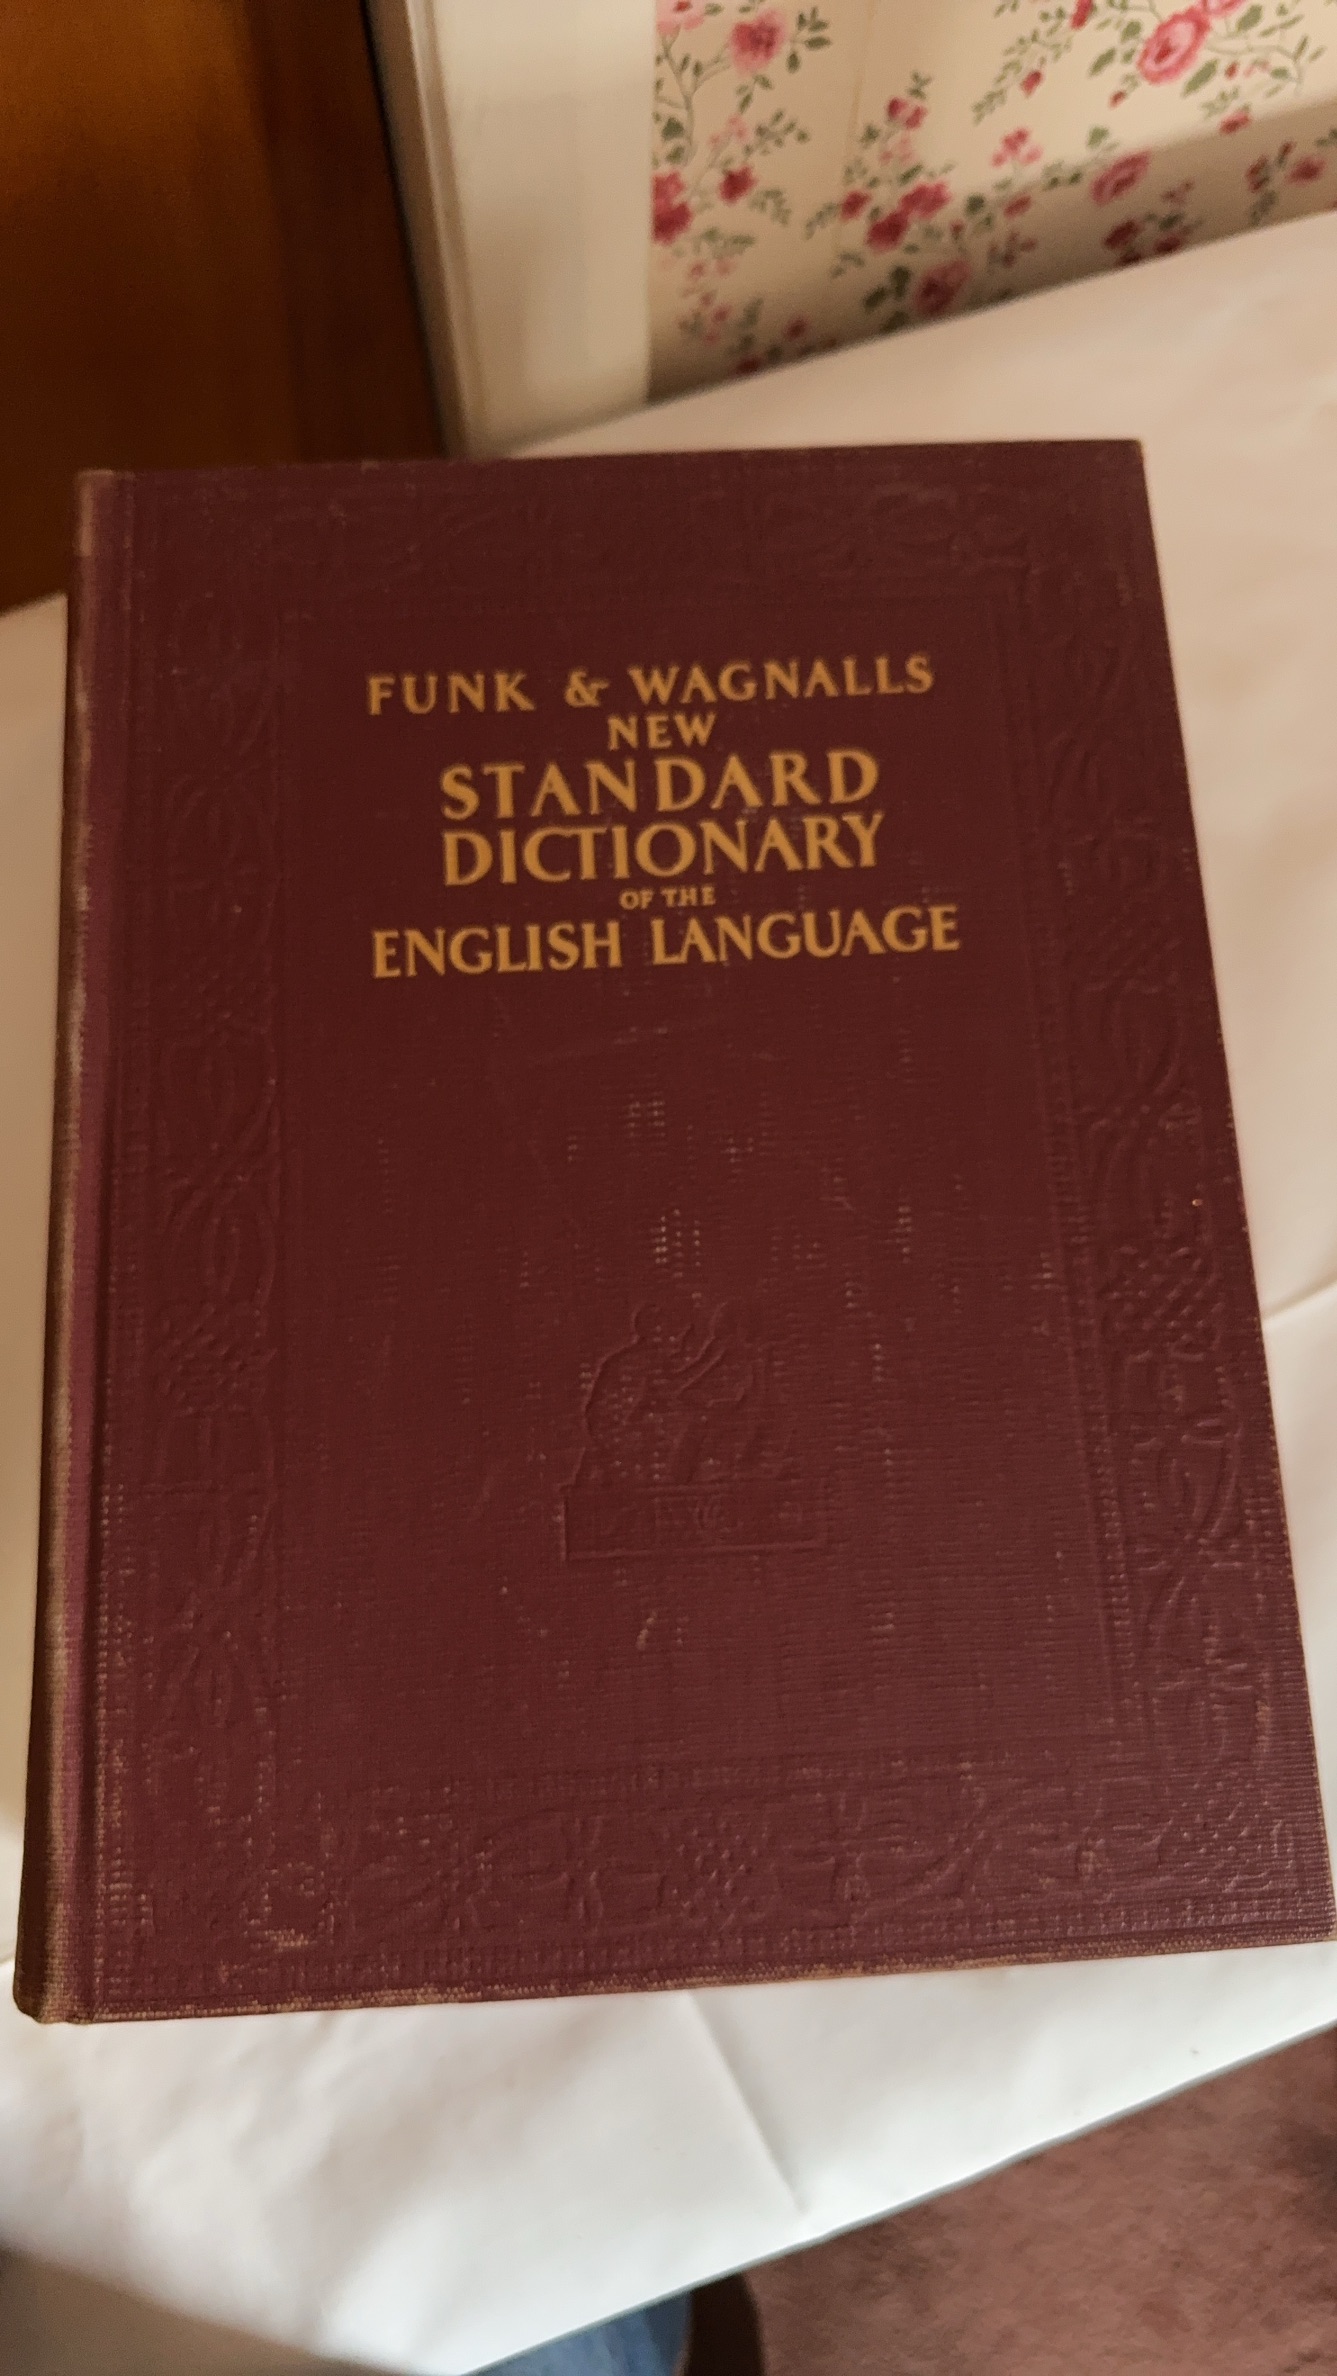 FUNK & WAGNALLS
NEW
STANDARD
DICTIONARY
OF THE
ENGLISH LANGUAGE